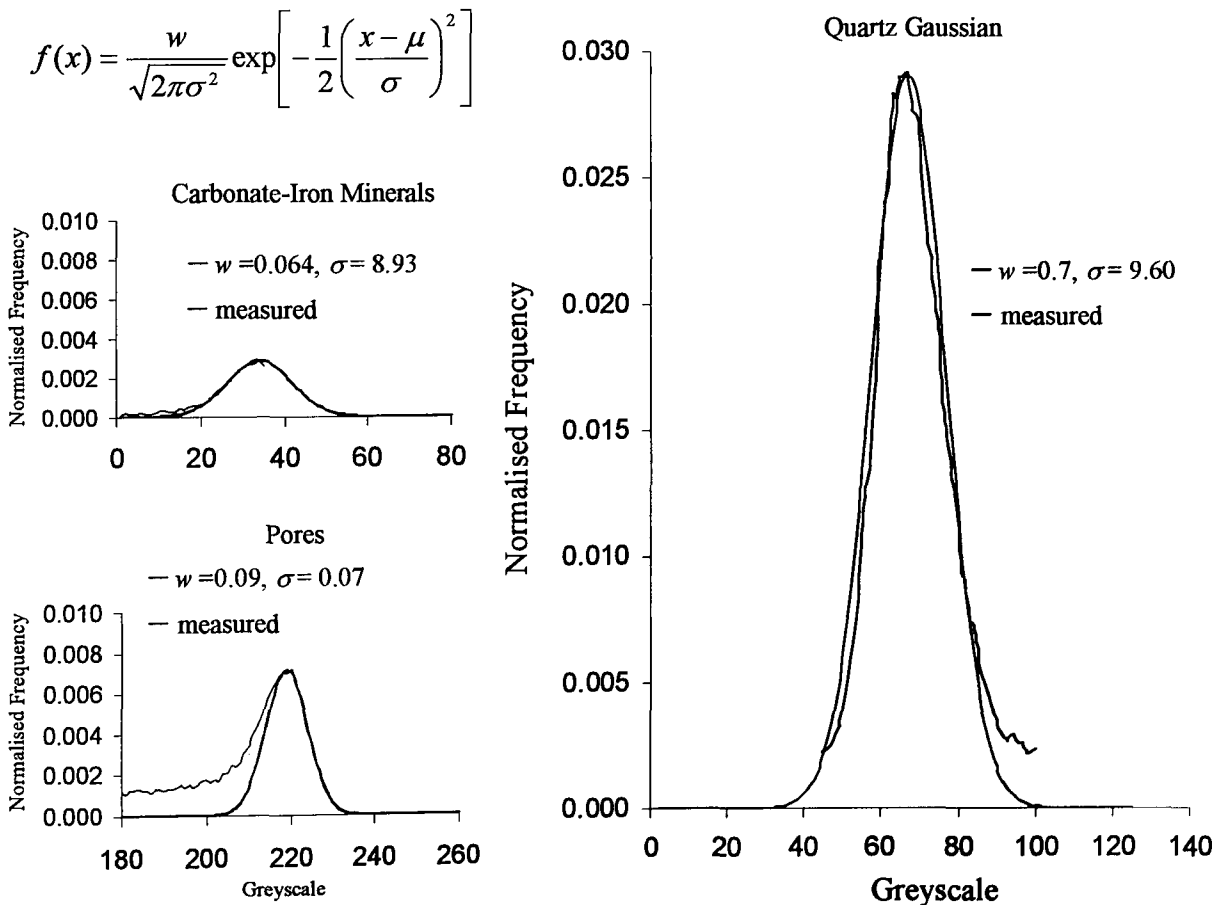 f(x) = w / √(2πσ²) exp[ −1/2 ( (x − μ) / σ )² ]
Carbonate-Iron Minerals
Normalised Frequency
0.010
0.008
0.006
0.004
0.002
0.000
w =0.064, σ= 8.93
measured
0 20 40 60 80
Pores
w =0.09, σ= 0.07
measured
Normalised Frequency
0.010
0.008
0.006
0.004
0.002
0.000
180 200 220 240 260
Greyscale
Quartz Gaussian
Normalised Frequency
0.030
0.025
0.020
0.015
0.010
0.005
0.000
w =0.7, σ= 9.60
measured
0 20 40 60 80 100 120 140
Greyscale